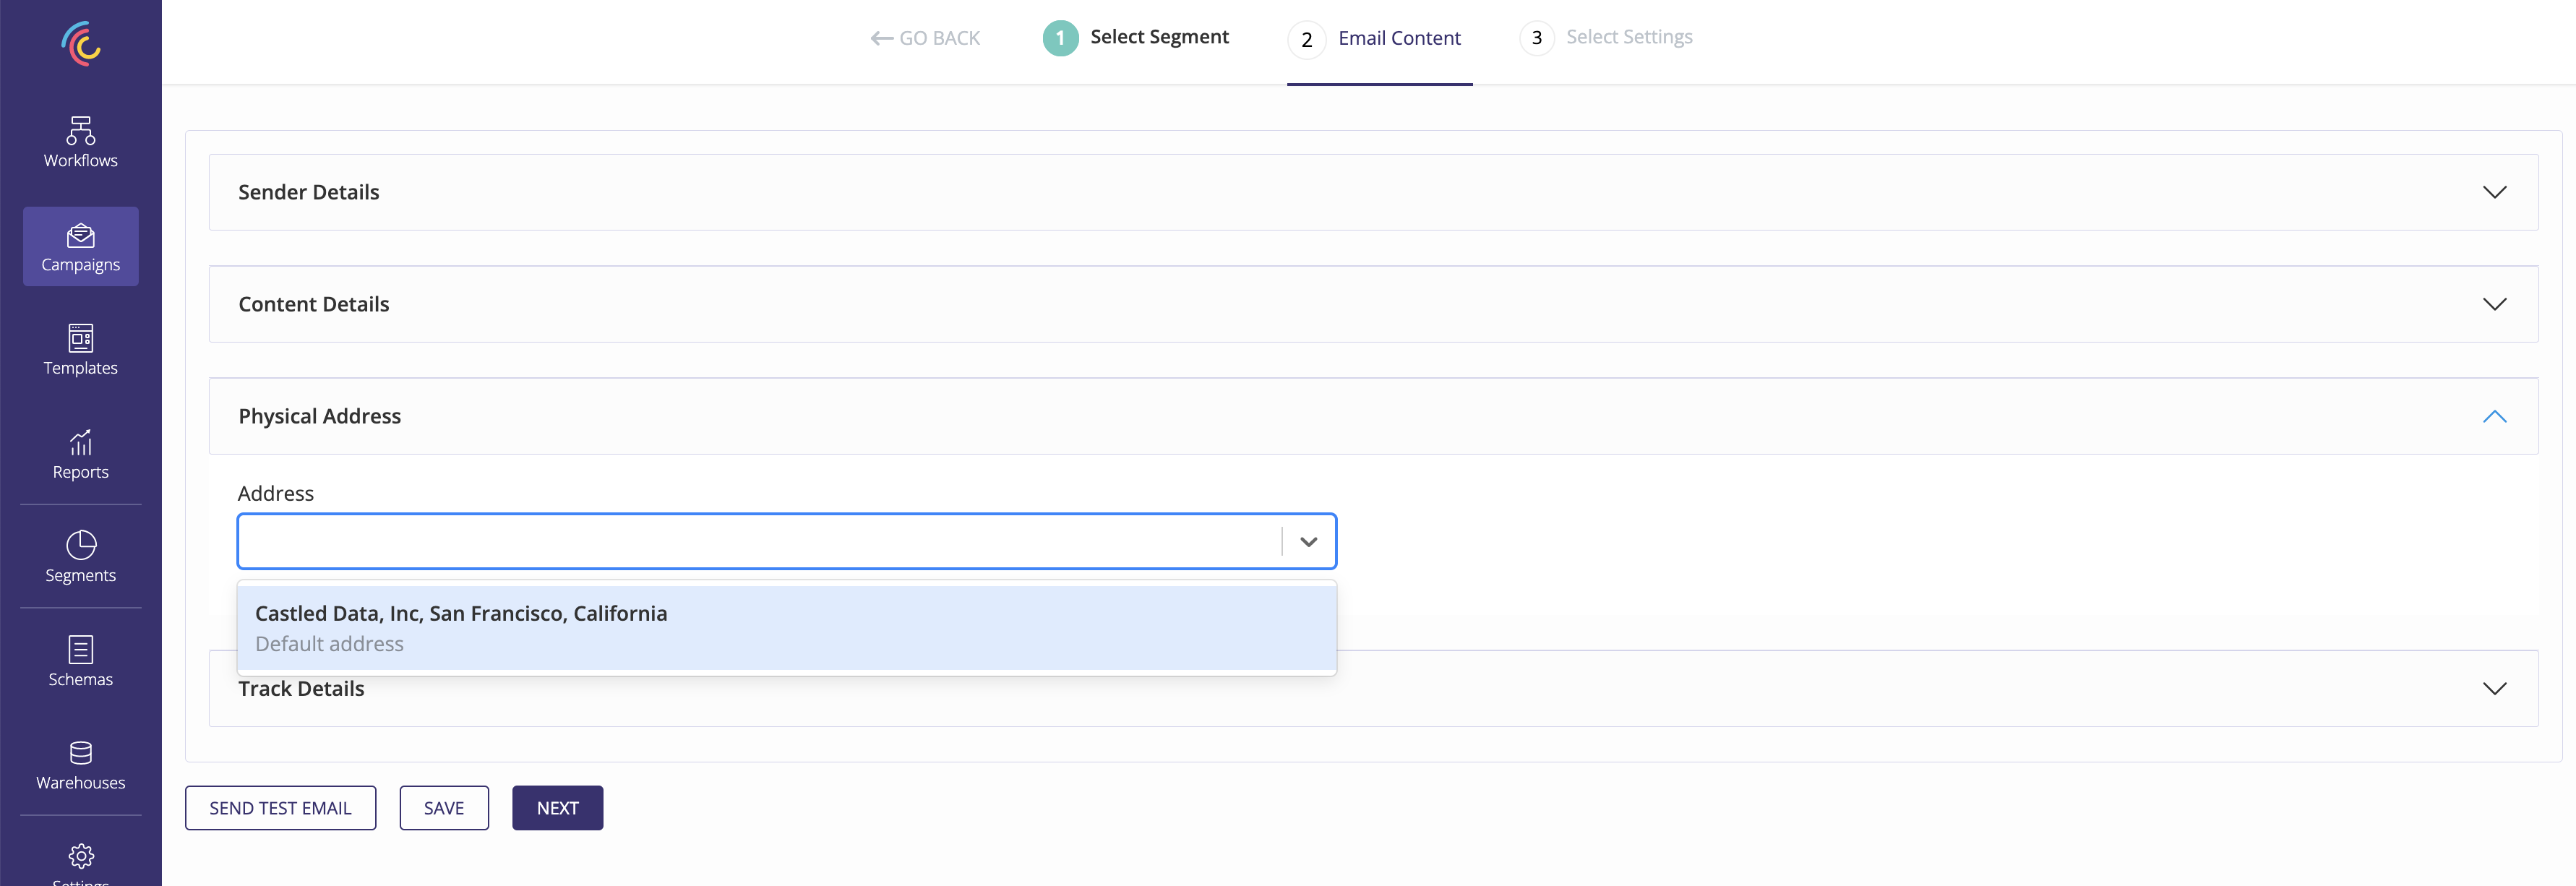 GO BACK
1 Select Segment
2 Email Content
3 Select Settings
Workflows
Campaigns
Templates
Reports
Segments
Schemas
Warehouses
Settings
Sender Details
Content Details
Physical Address
Address
Castled Data, Inc, San Francisco, California
Default address
Track Details
SEND TEST EMAIL
SAVE
NEXT